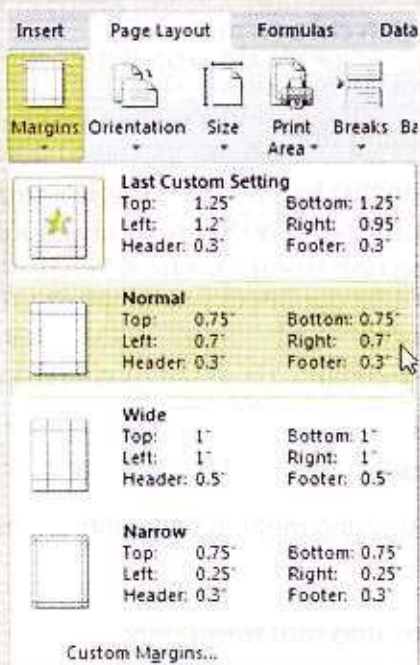 Insert Page Layout Formulas Data
Margins Orientation Size Print Area Breaks Ba
Last Custom Setting
Top: 1.25" Bottom: 1.25"
Left: 1.2" Right: 0.95"
Header: 0.3" Footer: 0.3"
Normal
Top: 0.75" Bottom: 0.75"
Left: 0.7" Right: 0.7"
Header: 0.3" Footer: 0.3"
Wide
Top: 1" Bottom: 1"
Left: 1" Right: 1"
Header: 0.5" Footer: 0.5"
Narrow
Top: 0.75" Bottom: 0.75"
Left: 0.25" Right: 0.25"
Header: 0.3" Footer: 0.3"
Custom Margins...